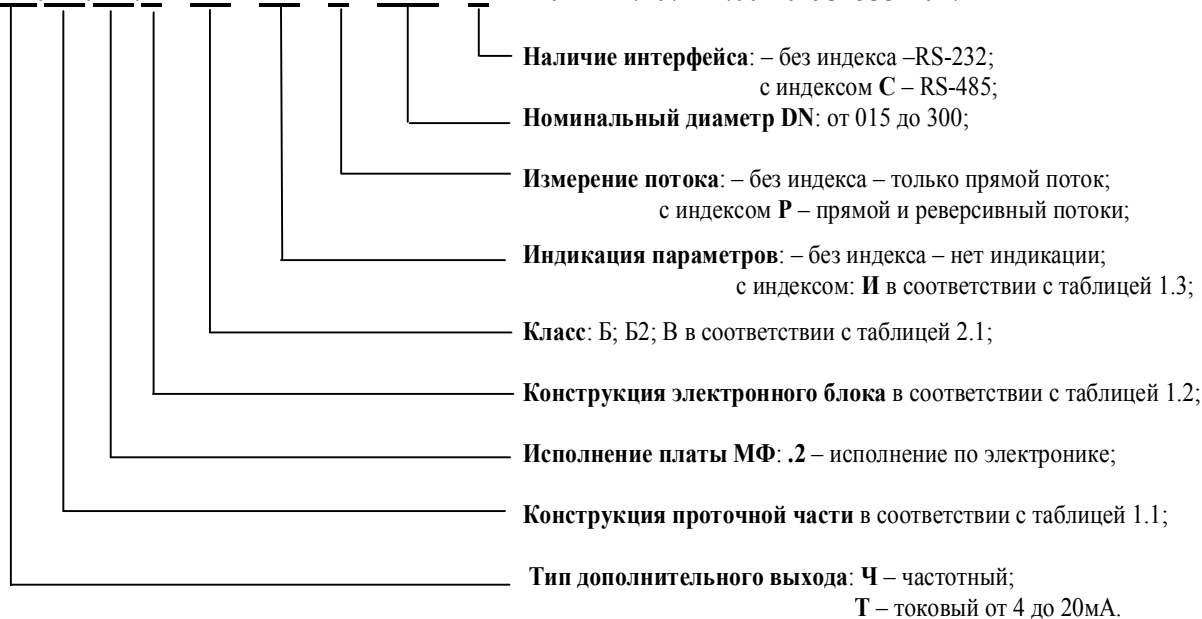 Наличие интерфейса: – без индекса –RS-232;
с индексом С – RS-485;
Номинальный диаметр DN: от 015 до 300;
Измерение потока: – без индекса – только прямой поток;
с индексом Р – прямой и реверсивный потоки;
Индикация параметров: – без индекса – нет индикации;
с индексом: И в соответствии с таблицей 1.3;
Класс: Б; Б2; В в соответствии с таблицей 2.1;
Конструкция электронного блока в соответствии с таблицей 1.2;
Исполнение платы МФ: .2 – исполнение по электронике;
Конструкция проточной части в соответствии с таблицей 1.1;
Тип дополнительного выхода: Ч – частотный;
Т – токовый от 4 до 20мА.